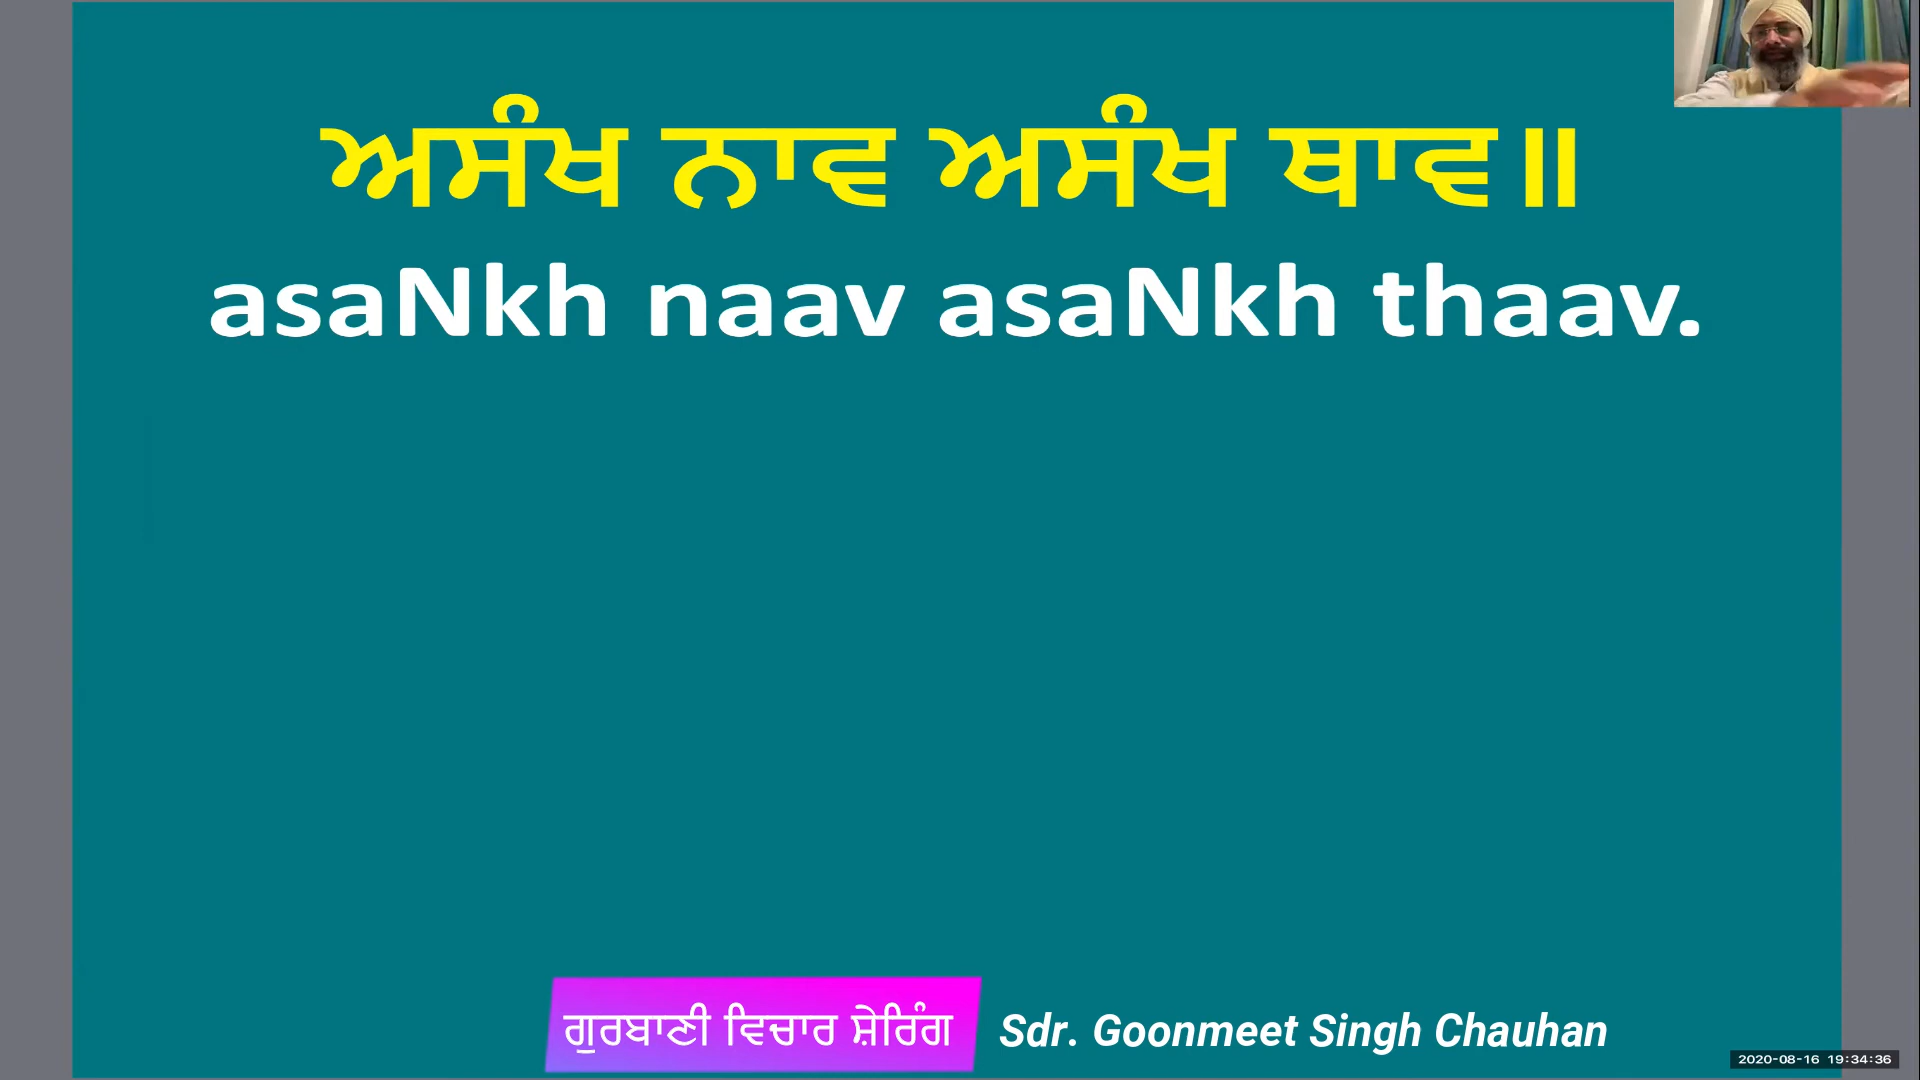 ਅਸੰਖ ਨਾਵ ਅਸੰਖ ਥਾਵ॥
asaNkh naav asaNkh thaav.
ਗੁਰਬਾਣੀ ਵਿਚਾਰ ਸ਼ੇਰਿੰਗ
Sdr. Goonmeet Singh Chauhan
2020-08-16 19:34:36